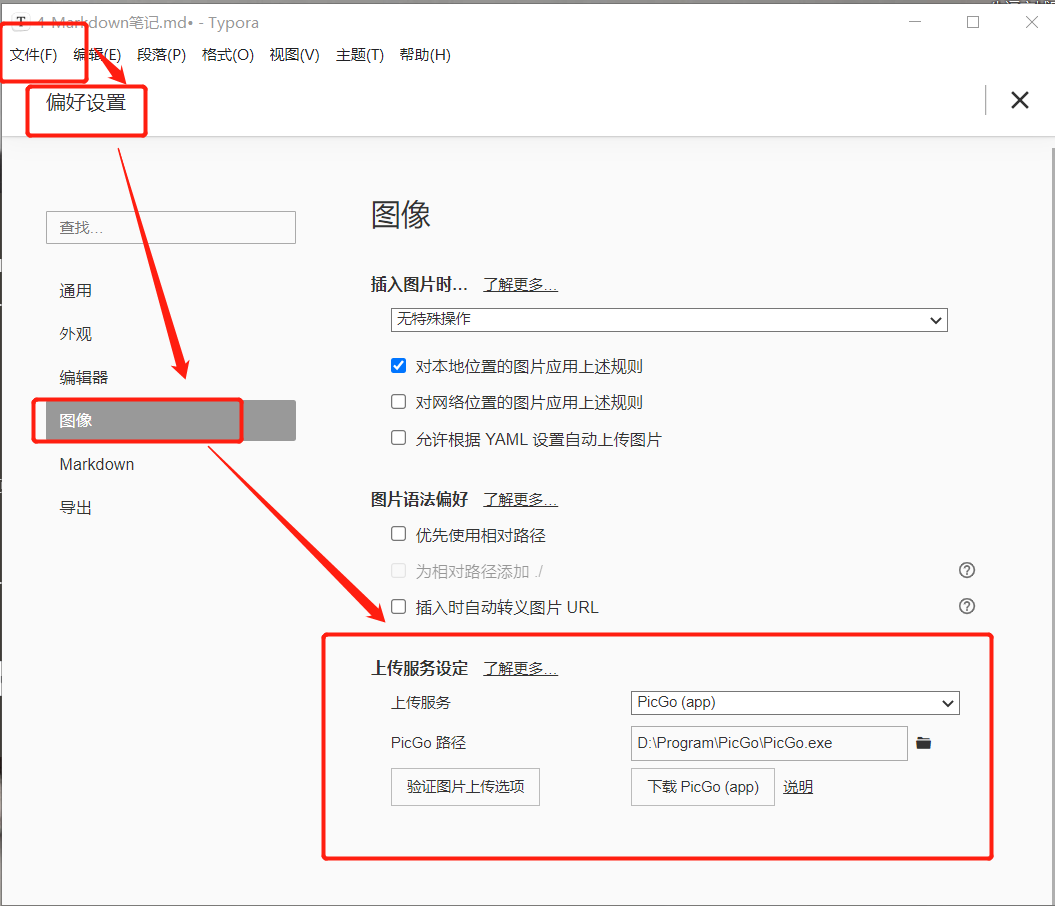 4-Markdown笔记.md• - Typora
文件(F) 编辑(E) 段落(P) 格式(O) 视图(V) 主题(T) 帮助(H)
偏好设置
查找...
通用
外观
编辑器
图像
Markdown
导出
图像
插入图片时... 了解更多...
无特殊操作
对本地位置的图片应用上述规则
对网络位置的图片应用上述规则
允许根据 YAML 设置自动上传图片
图片语法偏好 了解更多...
优先使用相对路径
为相对路径添加 ./
插入时自动转义图片 URL
上传服务设定 了解更多...
上传服务 PicGo (app)
PicGo 路径 D:\Program\PicGo\PicGo.exe
验证图片上传选项 下载 PicGo (app) 说明